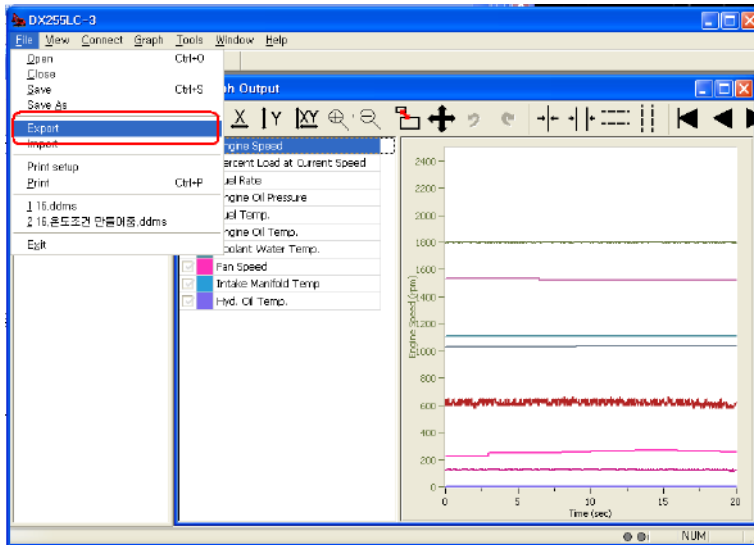 DX255LC-3
File View Connect Graph Tools Window Help
Open Ctrl+O
Close
Save Ctrl+S
Save As
Export
Import
Print setup
Print Ctrl+P
1 16.ddms
2 16.온도조건 만들어줌.ddms
Exit
ph Output
X Y XY
ngine Speed
ercent Load at Current Speed
uel Rate
ngine Oil Pressure
uel Temp.
ngine Oil Temp.
oolant Water Temp.
Fan Speed
Intake Manifold Temp
Hyd. Oil Temp.
Engine Speed (rpm)
2400
2200
2000
1800
1600
1400
1200
1000
800
600
400
200
0
0 5 10 15 20
Time (sec)
NUM